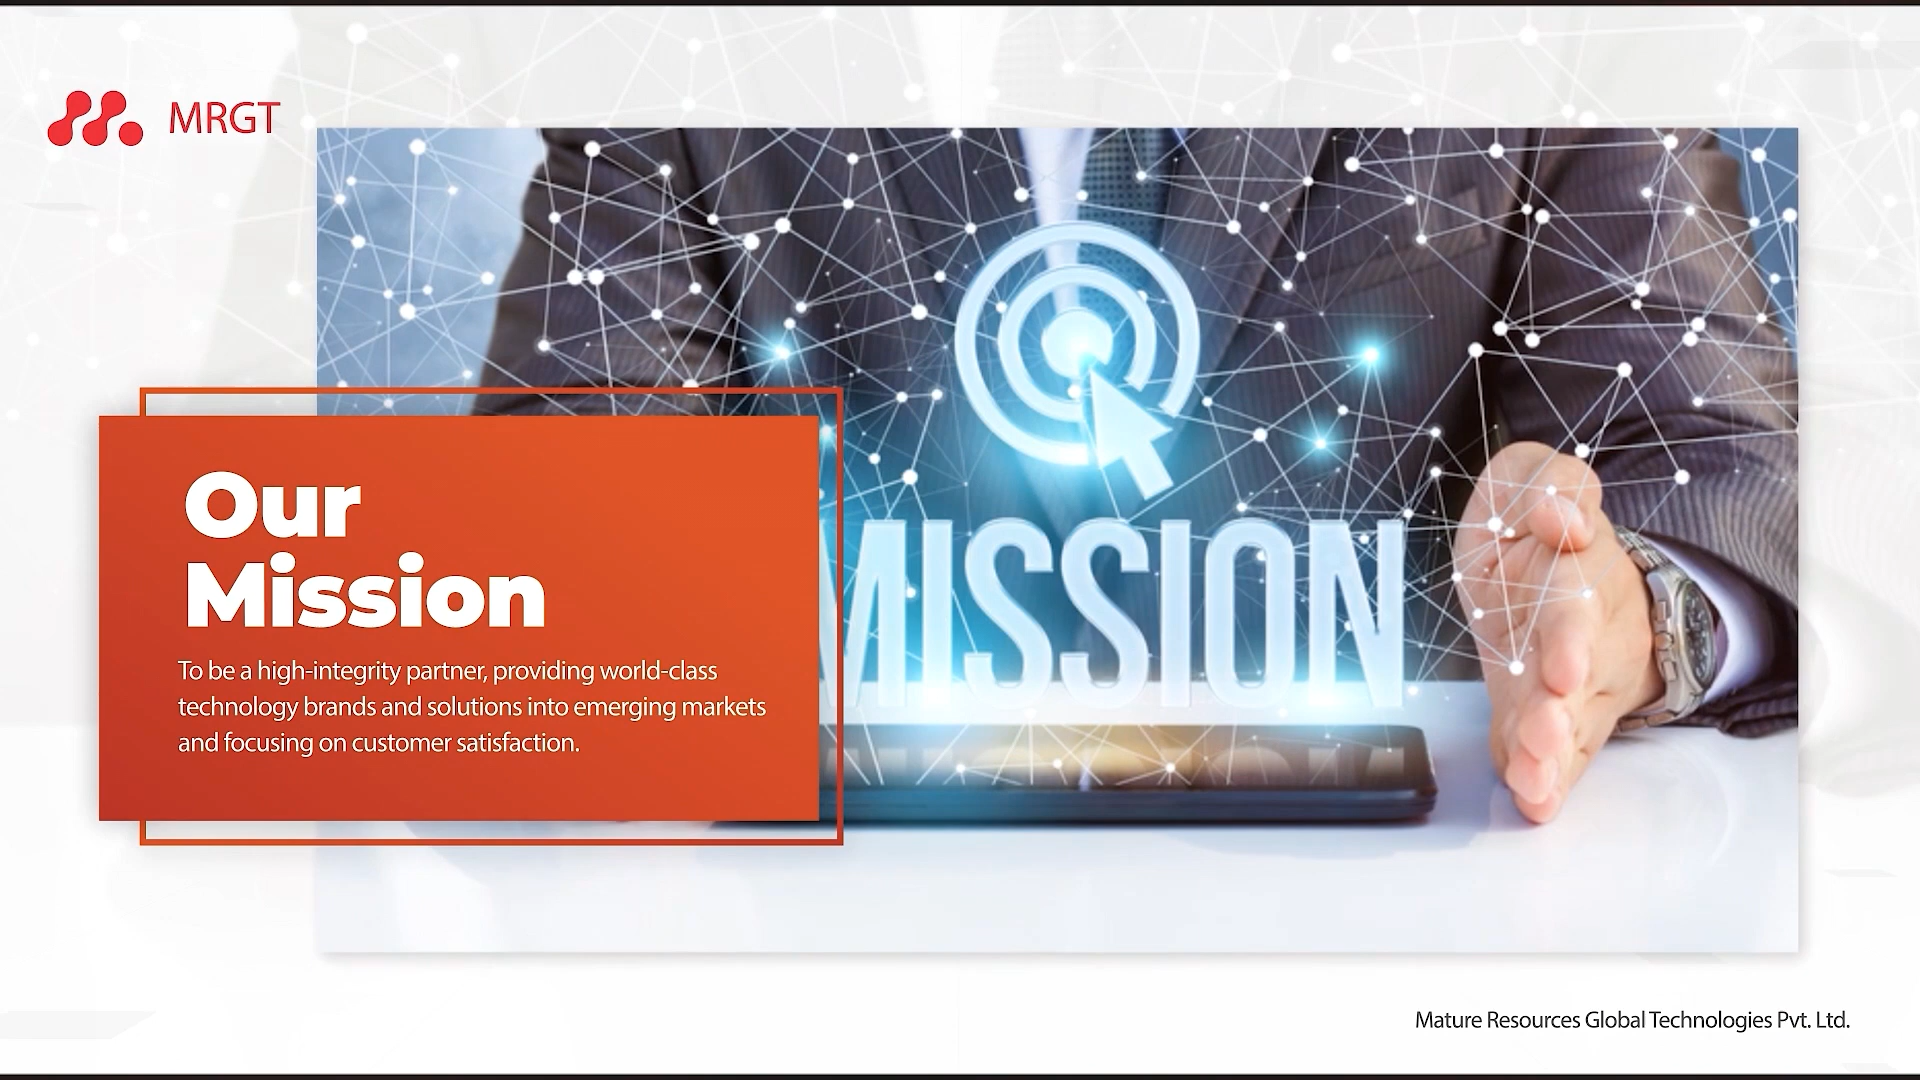 MRGT
Our
Mission
To be a high-integrity partner, providing world-class
technology brands and solutions into emerging markets
and focusing on customer satisfaction.
MISSION
Mature Resources Global Technologies Pvt. Ltd.